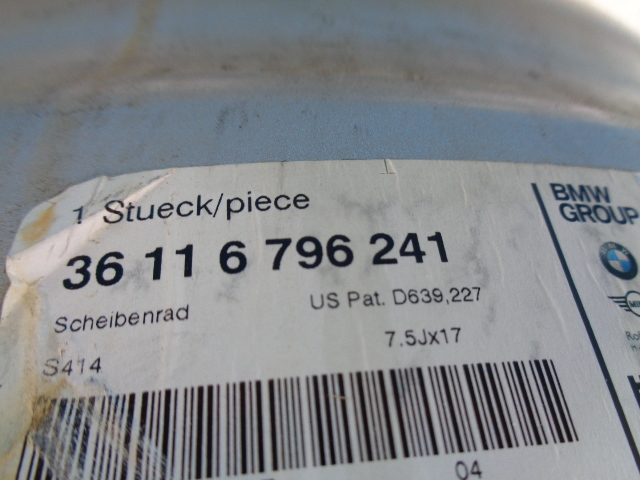 1 Stueck/piece
36 11 6 796 241
Scheibenrad
US Pat. D639,227
7.5Jx17
S414
04
BMW
GROUP